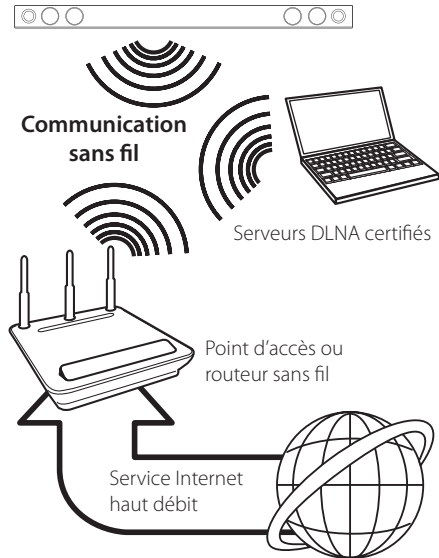 Communication
sans fil
Serveurs DLNA certifiés
Point d'accès ou
routeur sans fil
Service Internet
haut débit